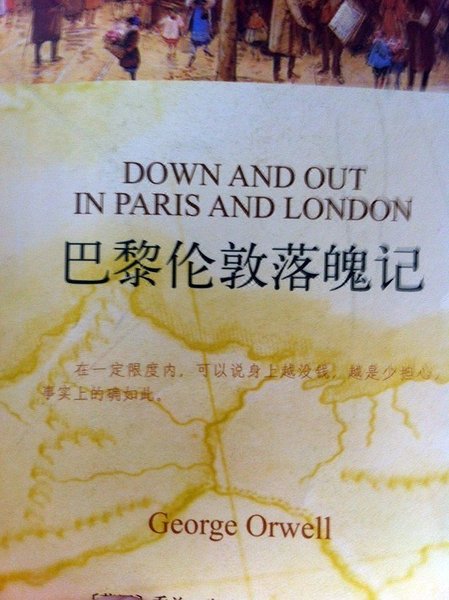 DOWN AND OUT
IN PARIS AND LONDON
巴黎伦敦落魄记
在一定限度内，可以说身上越没钱，越是少担心，
事实上的确如此。
George Orwell